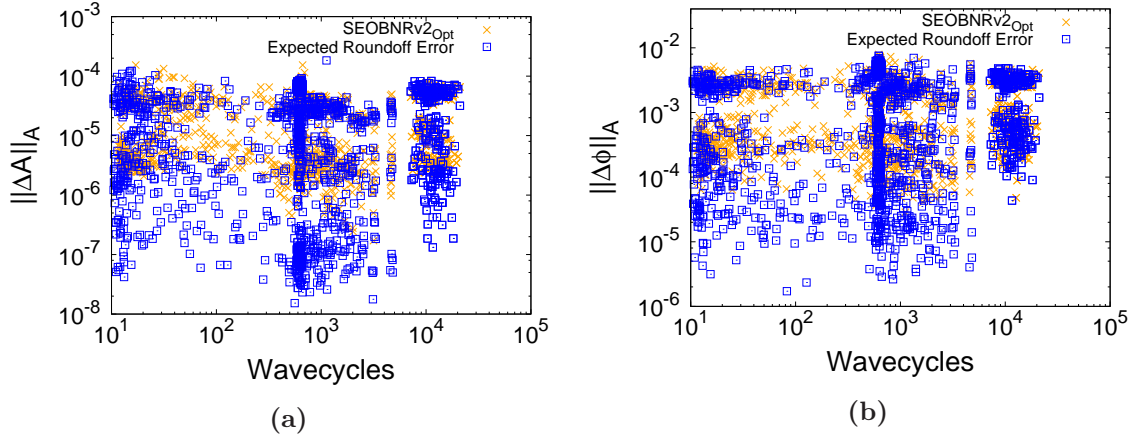 10^-3
SEOBNRv2_Opt
Expected Roundoff Error
10^-4
10^-5
10^-6
10^-7
10^-8
||ΔA||_A
10^1 10^2 10^3 10^4 10^5
Wavecycles
(a)
SEOBNRv2_Opt
Expected Roundoff Error
10^-2
10^-3
10^-4
10^-5
10^-6
||Δϕ||_A
10^1 10^2 10^3 10^4 10^5
Wavecycles
(b)